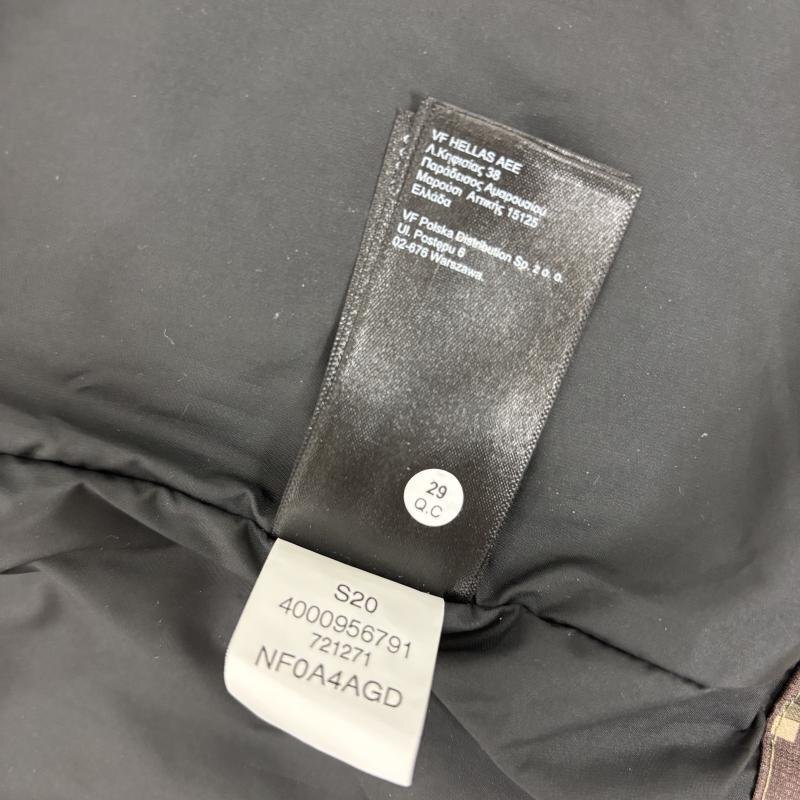 VF HELLAS AEE
Λ.Κηφισίας 38
Παράδεισος Αμαρουσίου
Μαρούσι Αττικής 15125
Ελλάδα
VF Polska Distribution Sp. z o. o.
Ul. Postępu 6
02-676 Warszawa.
29
Q.C
S20
4000956791
721271
NF0A4AGD